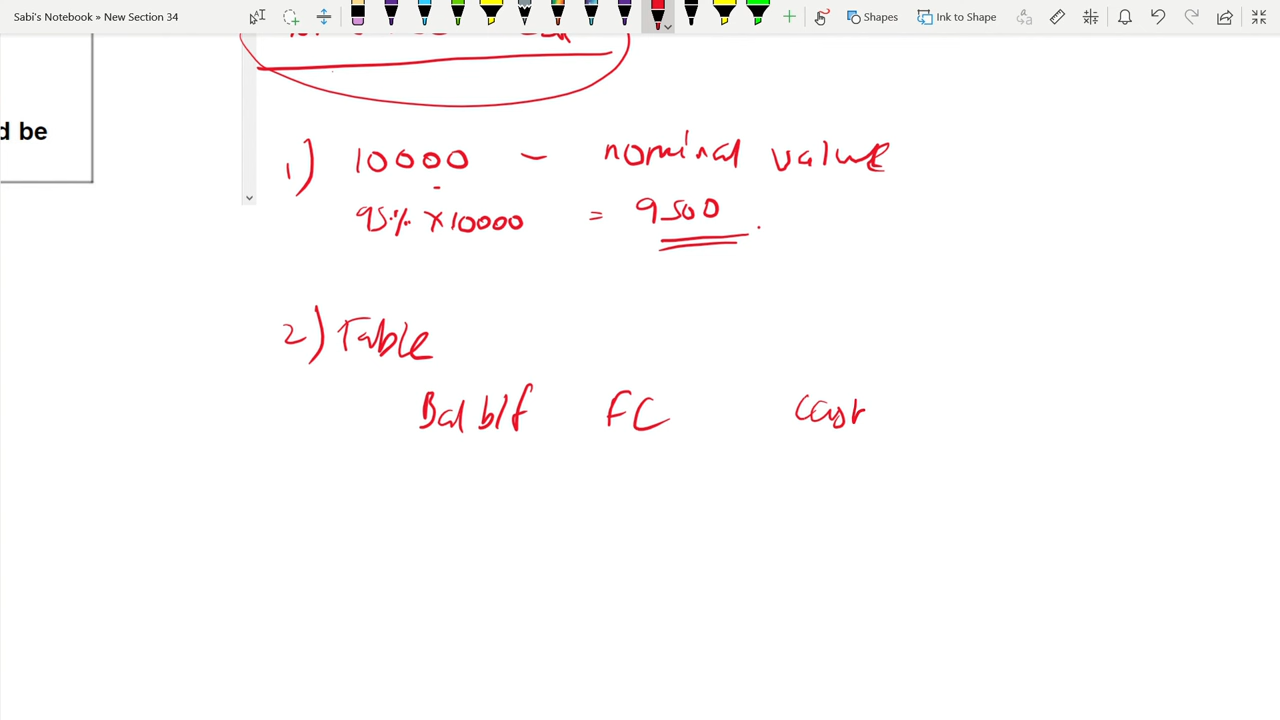 Sabi's Notebook » New Section 34
Shapes
Ink to Shape
d be
1) 10000 – nominal value
95% × 10000 = 9500
2) Table
Bal b/f FC